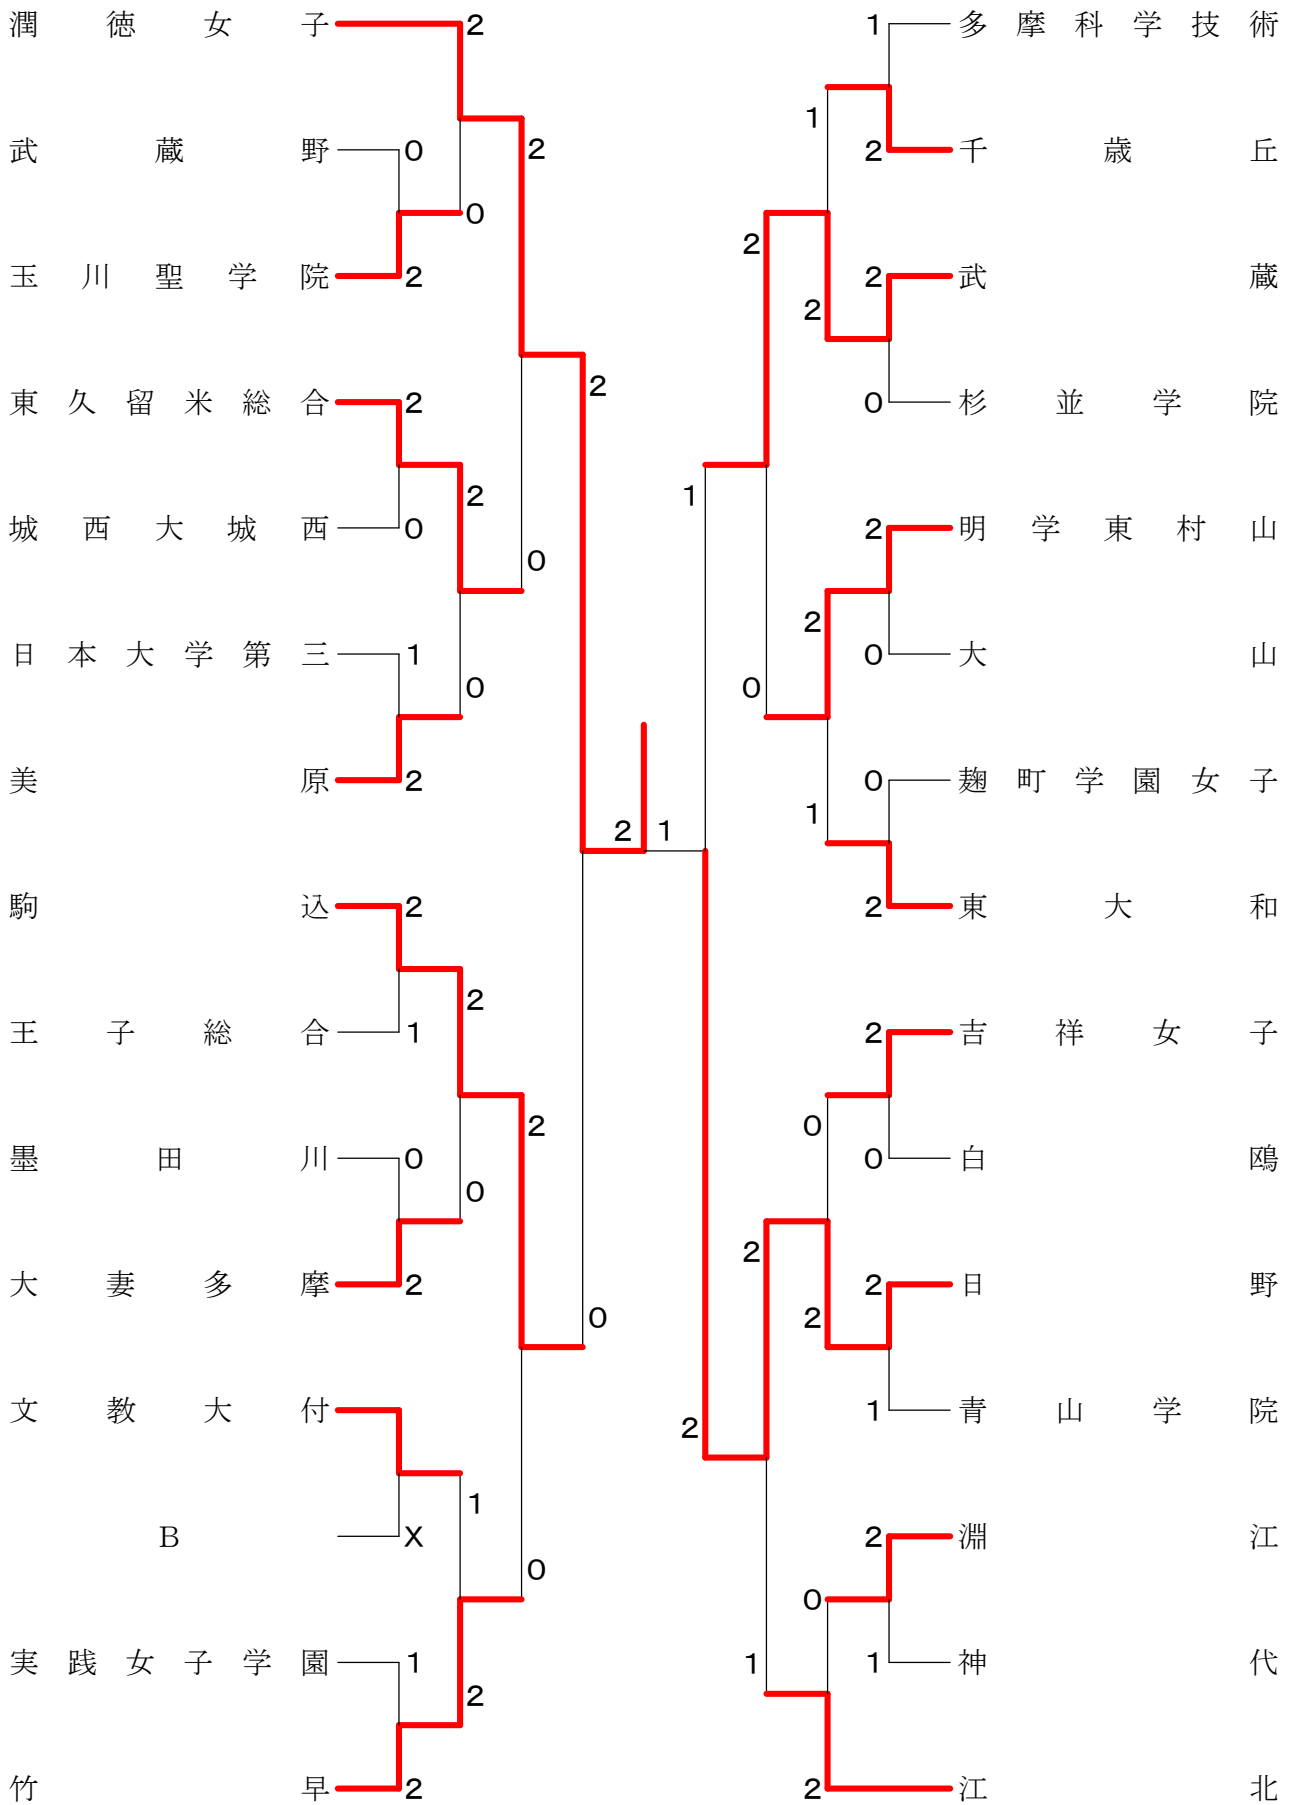 潤徳女子
2
武蔵野
0
2
0
玉川聖学院
2
東久留米総合
2
2
2
城西大城西
0
0
日本大学第三
1
0
美原
2
2
1
駒込
2
2
王子総合
1
2
墨田川
0
0
大妻多摩
2
0
文教大付
1
B
X
0
実践女子学園
1
2
竹早
2
1
多摩科学技術
1
2
千歳丘
2
2
武蔵
2
0
杉並学院
1
2
明学東村山
2
0
大山
0
0
麹町学園女子
1
2
東大和
2
吉祥女子
0
0
白鴎
2
2
日野
2
1
青山学院
2
2
淵江
0
1
1
神代
2
江北